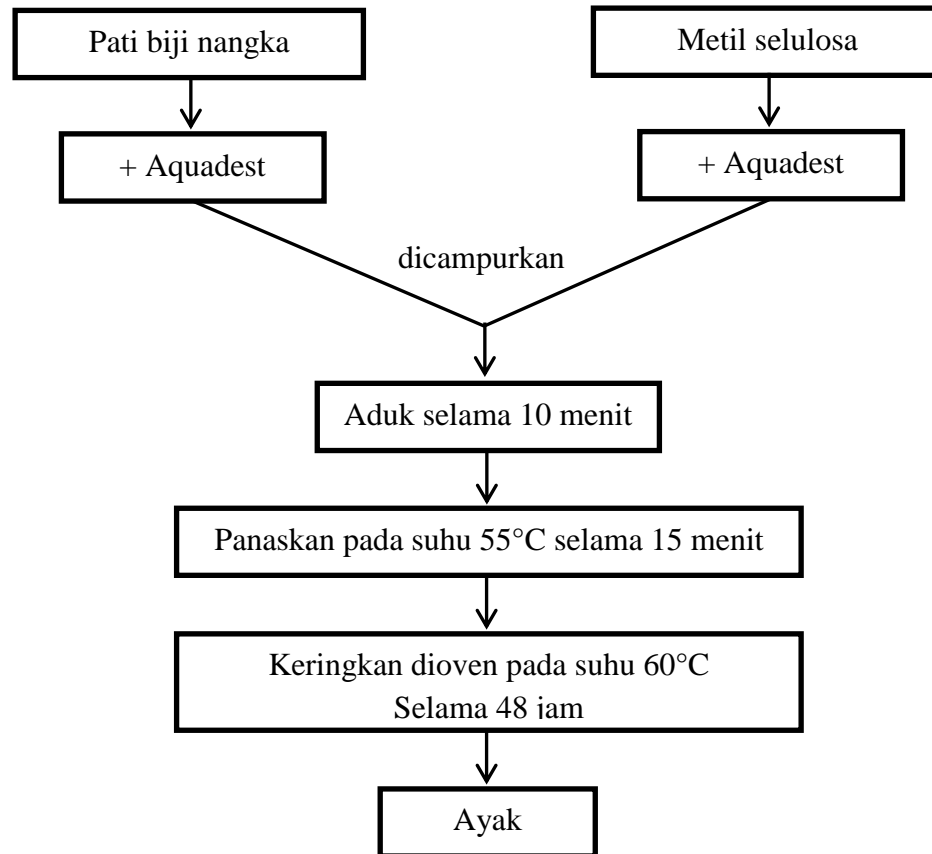 Pati biji nangka
Metil selulosa
+ Aquadest
+ Aquadest
dicampurkan
Aduk selama 10 menit
Panaskan pada suhu 55°C selama 15 menit
Keringkan dioven pada suhu 60°C
Selama 48 jam
Ayak